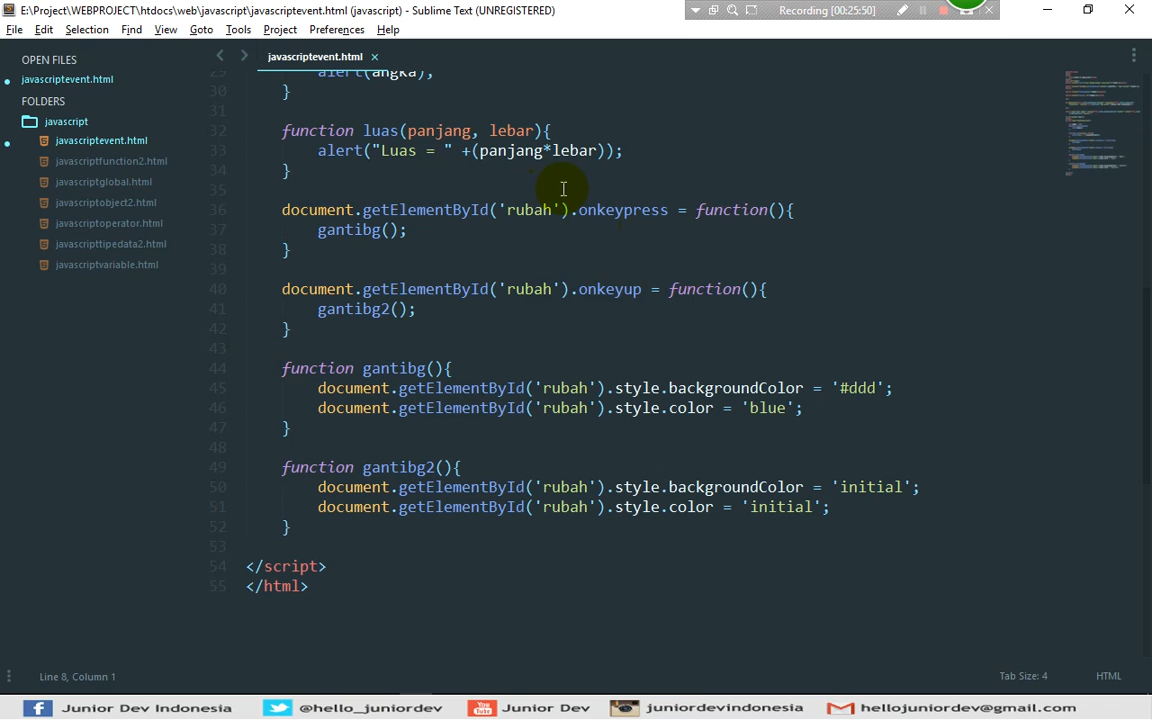 E:\Project\WEBPROJECT\htdocs\web\javascript\javascriptevent.html (javascript) - Sublime Text (UNREGISTERED)
Recording [00:25:50]
File Edit Selection Find View Goto Tools Project Preferences Help
OPEN FILES
javascriptevent.html
FOLDERS
javascript
javascriptevent.html
javascriptfunction2.html
javascriptglobal.html
javascriptobject2.html
javascriptoperator.html
javascripttipedata2.html
javascriptvariable.html
javascriptevent.html
29 alert(angka);
30 }
31
32 function luas(panjang, lebar){
33 alert("Luas = " +(panjang*lebar));
34 }
35
36 document.getElementById('rubah').onkeypress = function(){
37 gantibg();
38 }
39
40 document.getElementById('rubah').onkeyup = function(){
41 gantibg2();
42 }
43
44 function gantibg(){
45 document.getElementById('rubah').style.backgroundColor = '#ddd';
46 document.getElementById('rubah').style.color = 'blue';
47 }
48
49 function gantibg2(){
50 document.getElementById('rubah').style.backgroundColor = 'initial';
51 document.getElementById('rubah').style.color = 'initial';
52 }
53
54 </script>
55 </html>
Line 8, Column 1
Tab Size: 4
HTML
Junior Dev Indonesia @hello_juniordev Junior Dev juniordevindonesia hellojuniordev@gmail.com